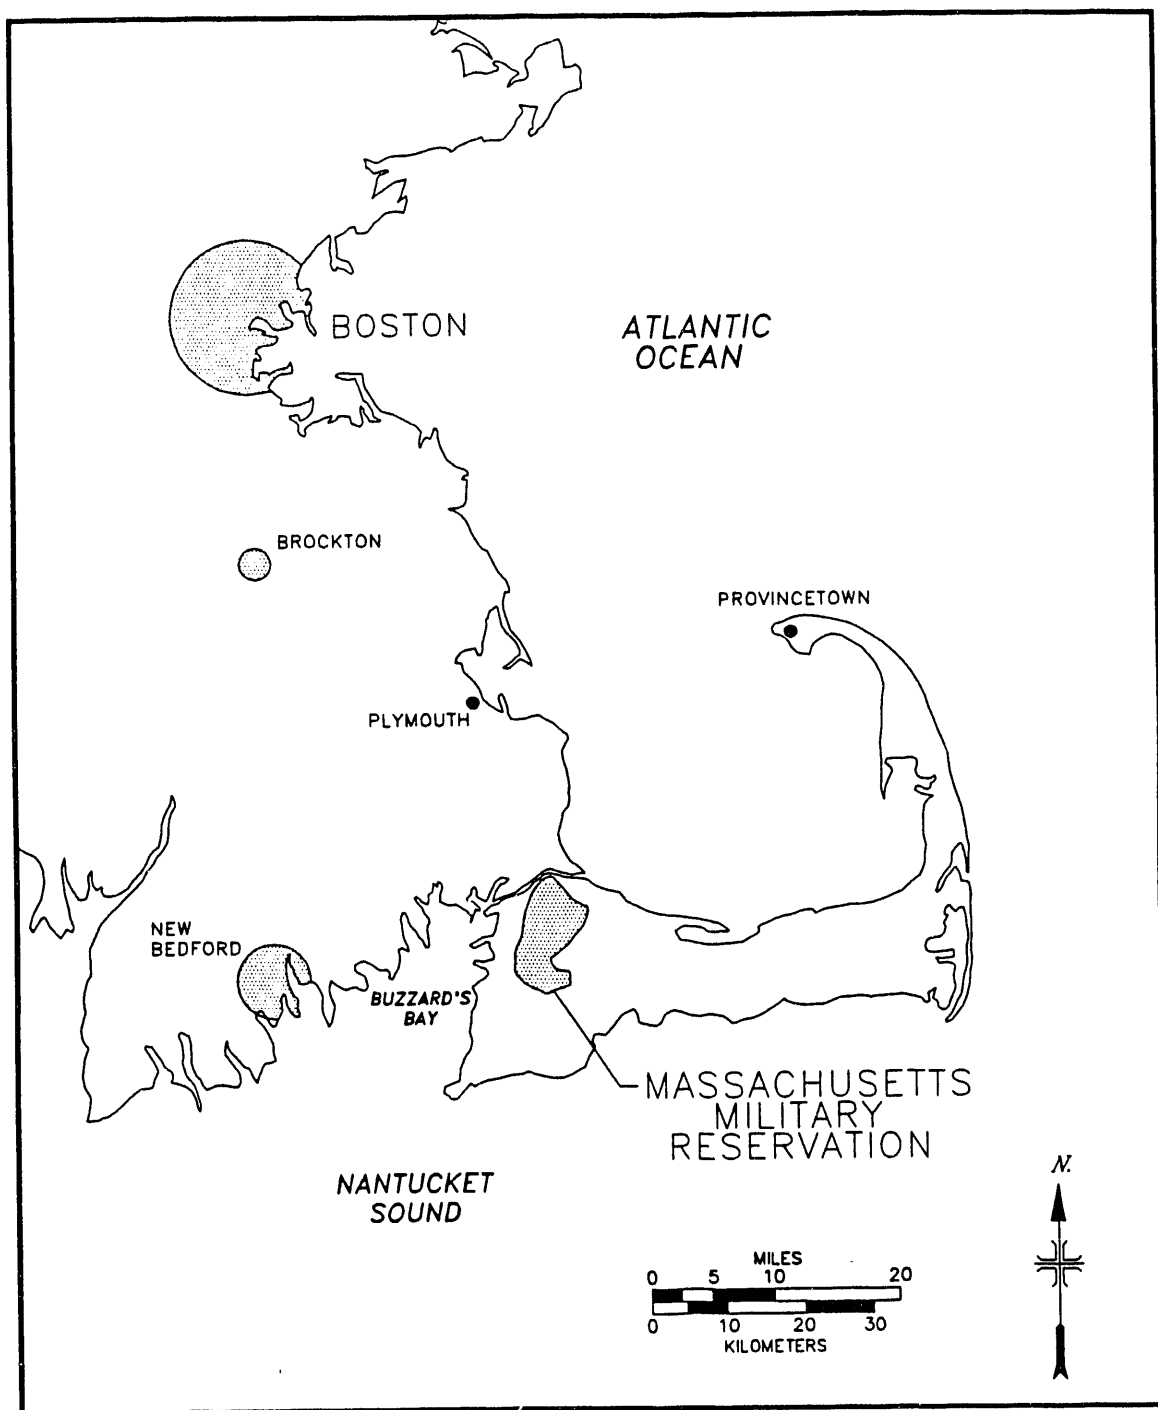 BOSTON
ATLANTIC
OCEAN
BROCKTON
PROVINCETOWN
PLYMOUTH
NEW
BEDFORD
BUZZARD'S
BAY
MASSACHUSETTS
MILITARY
RESERVATION
NANTUCKET
SOUND
N.
MILES
0 5 10 20
0 10 20 30
KILOMETERS